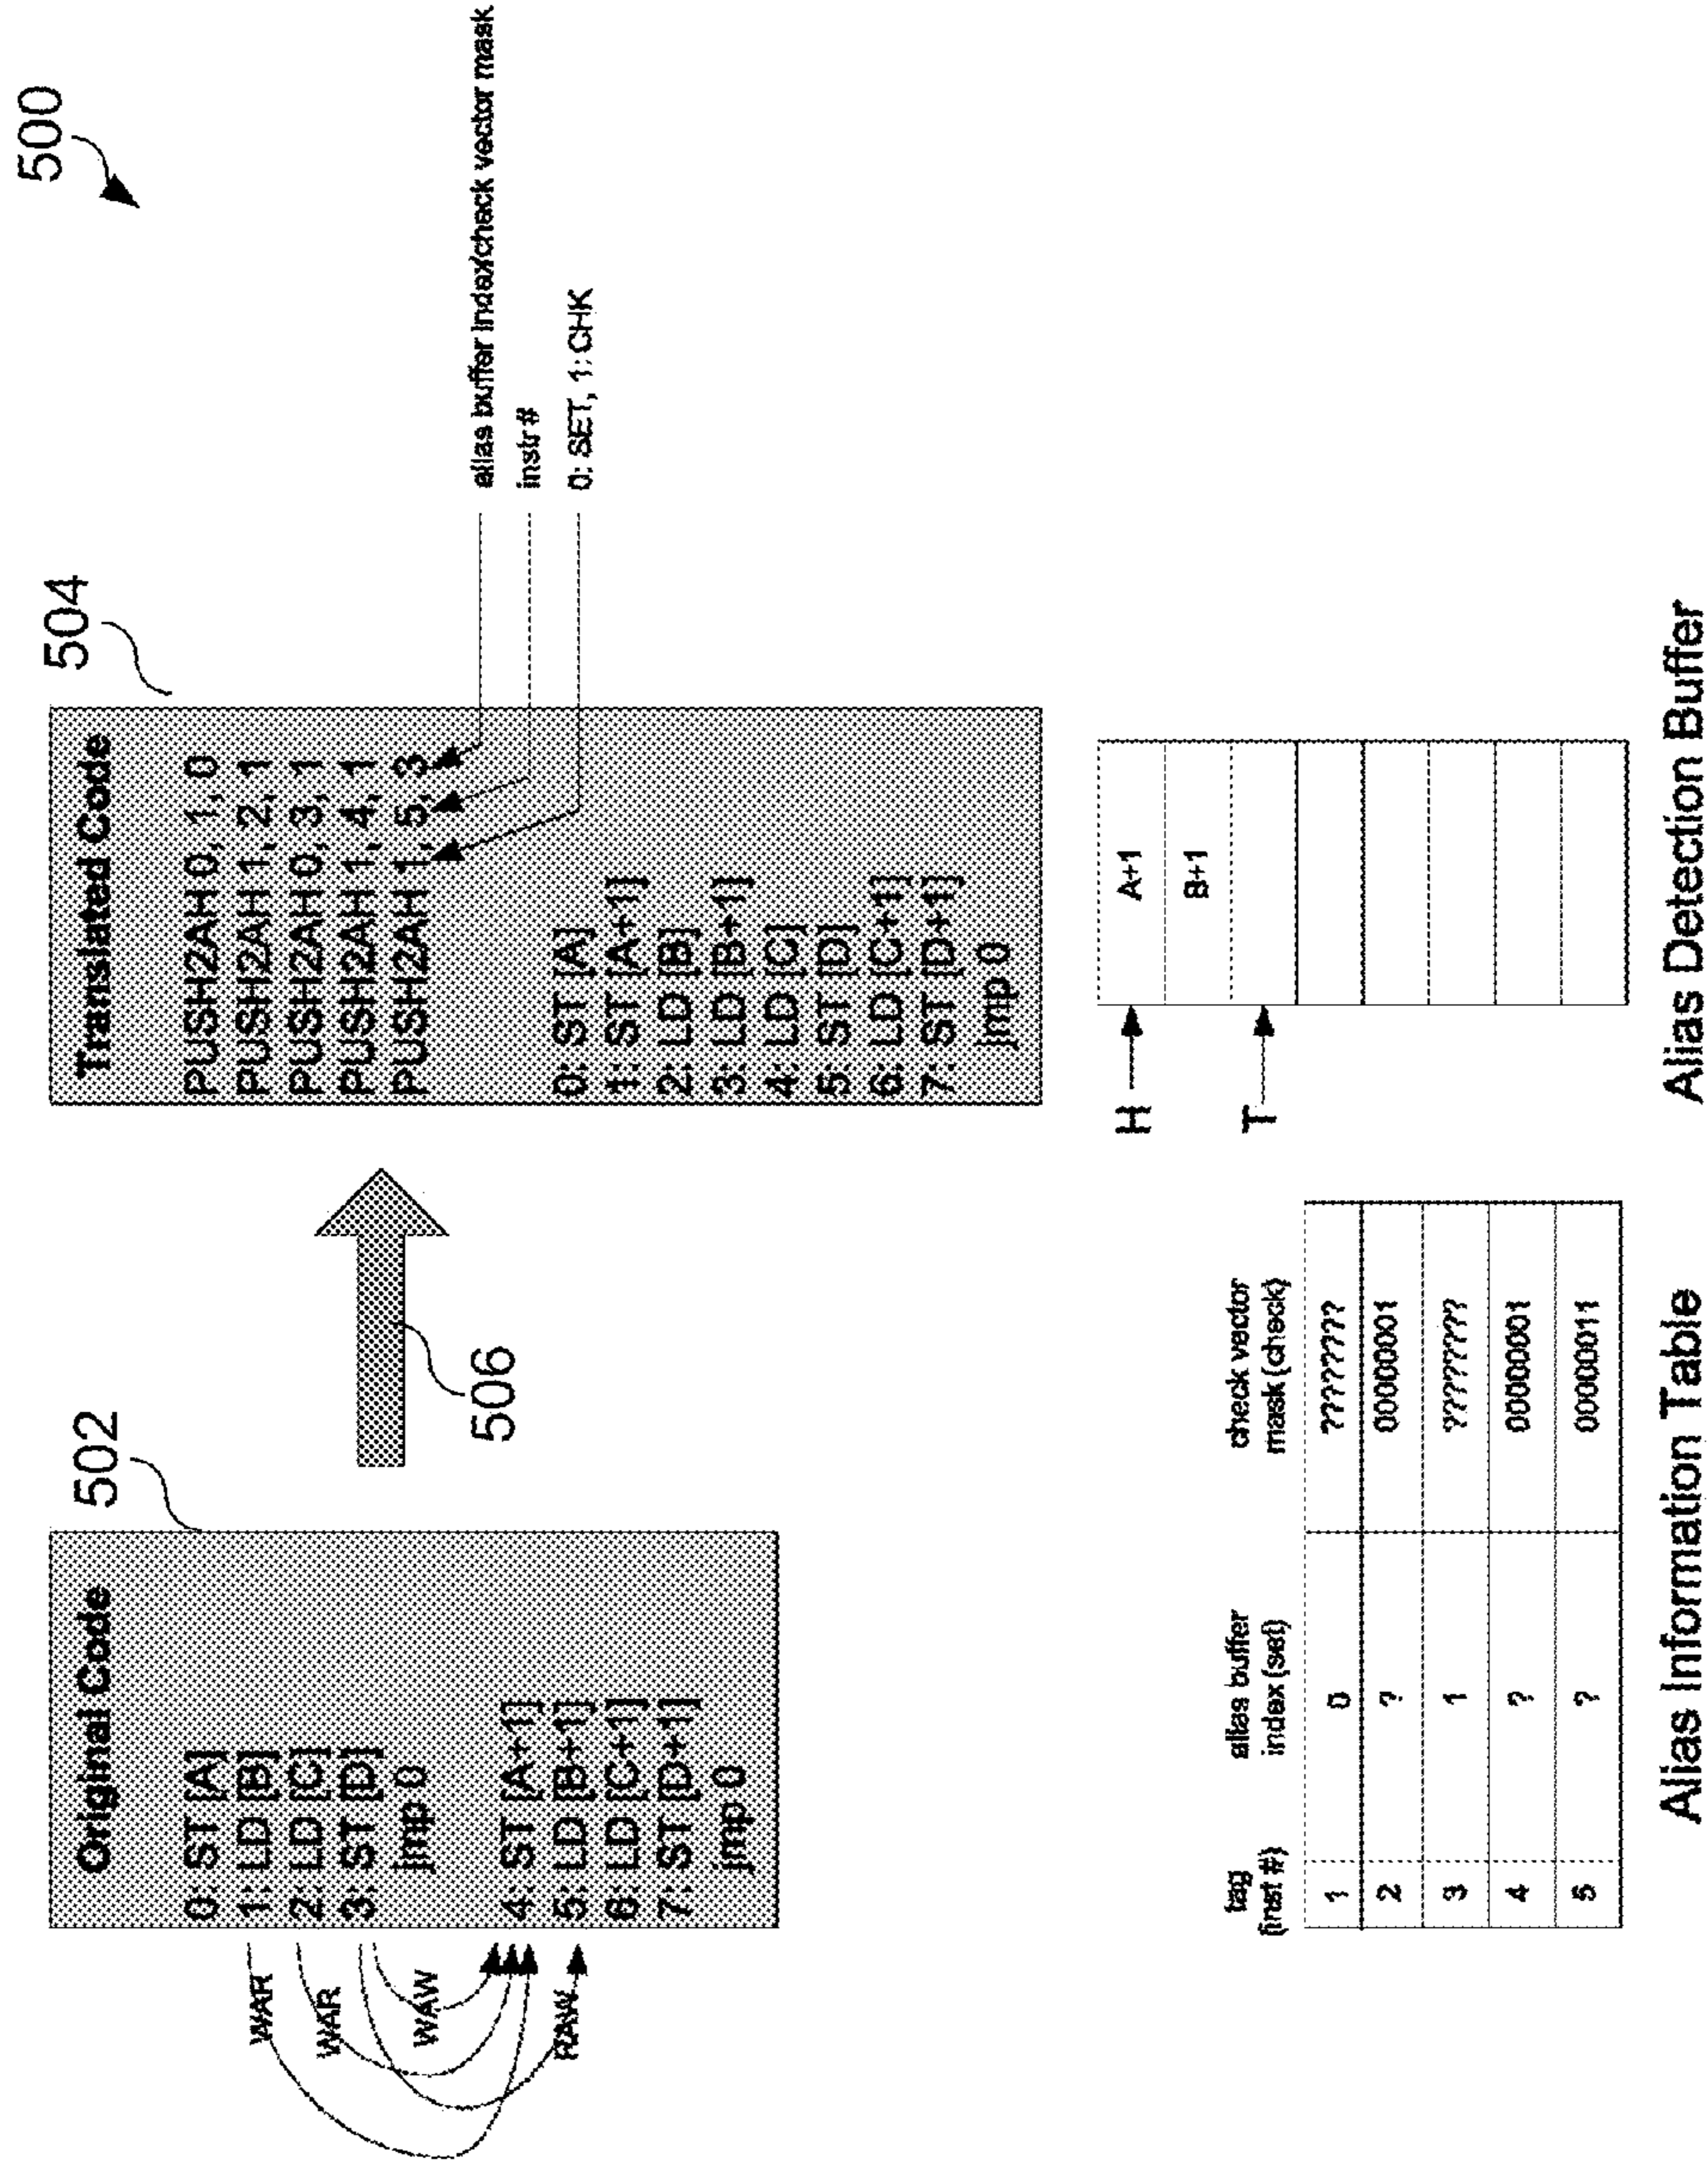 500
502
Original Code
0: ST [A]
1: LD [B]
2: LD [C]
3: ST [D]
jmp 0
4: ST [A+1]
5: LD [B+1]
6: LD [C+1]
7: ST [D+1]
jmp 0
WAR
WAR
WAW
RAW
506
504
Translated Code
PUSH2AH 0, 1, 0
PUSH2AH 1, 2, 1
PUSH2AH 0, 3, 1
PUSH2AH 1, 4, 1
PUSH2AH 1, 5, 3
alias buffer index/check vector mask
instr#
0: SET, 1: CHK
0: ST [A]
1: ST [A+1]
2: LD [B]
3: LD [B+1]
4: LD [C]
5: ST [D]
6: LD [C+1]
7: ST [D+1]
jmp 0
tag (inst #) alias buffer index (set) check vector mask (check)
1 0 ????????
2 ? 00000001
3 1 ????????
4 ? 00000001
5 ? 00000011
Alias Information Table
H A+1
B+1
T
Alias Detection Buffer